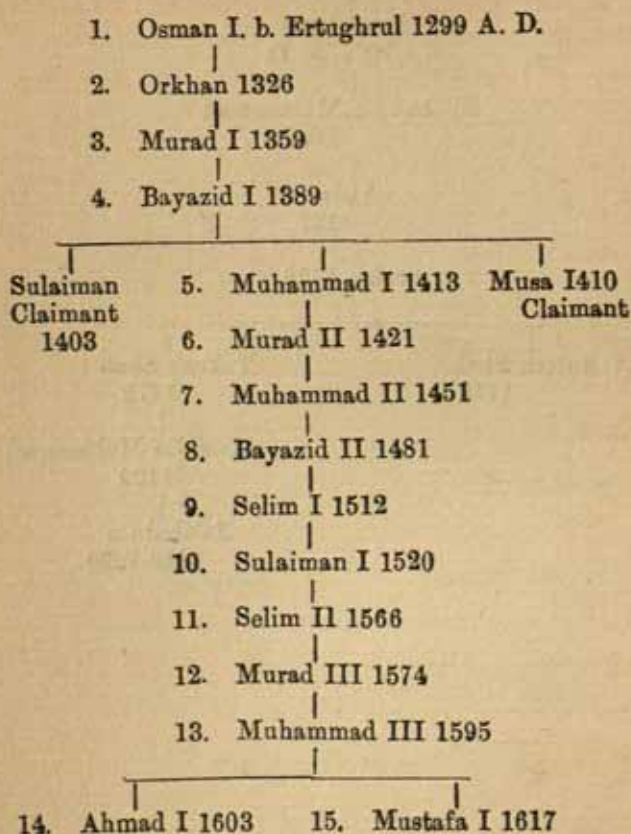 1. Osman I. b. Ertughrul 1299 A. D.
2. Orkhan 1326
3. Murad I 1359
4. Bayazid I 1389
Sulaiman 5. Muhammad I 1413 Musa 1410
Claimant Claimant
1403 6. Murad II 1421
7. Muhammad II 1451
8. Bayazid II 1481
9. Selim I 1512
10. Sulaiman I 1520
11. Selim II 1566
12. Murad III 1574
13. Muhammad III 1595
14. Ahmad I 1603 15. Mustafa I 1617